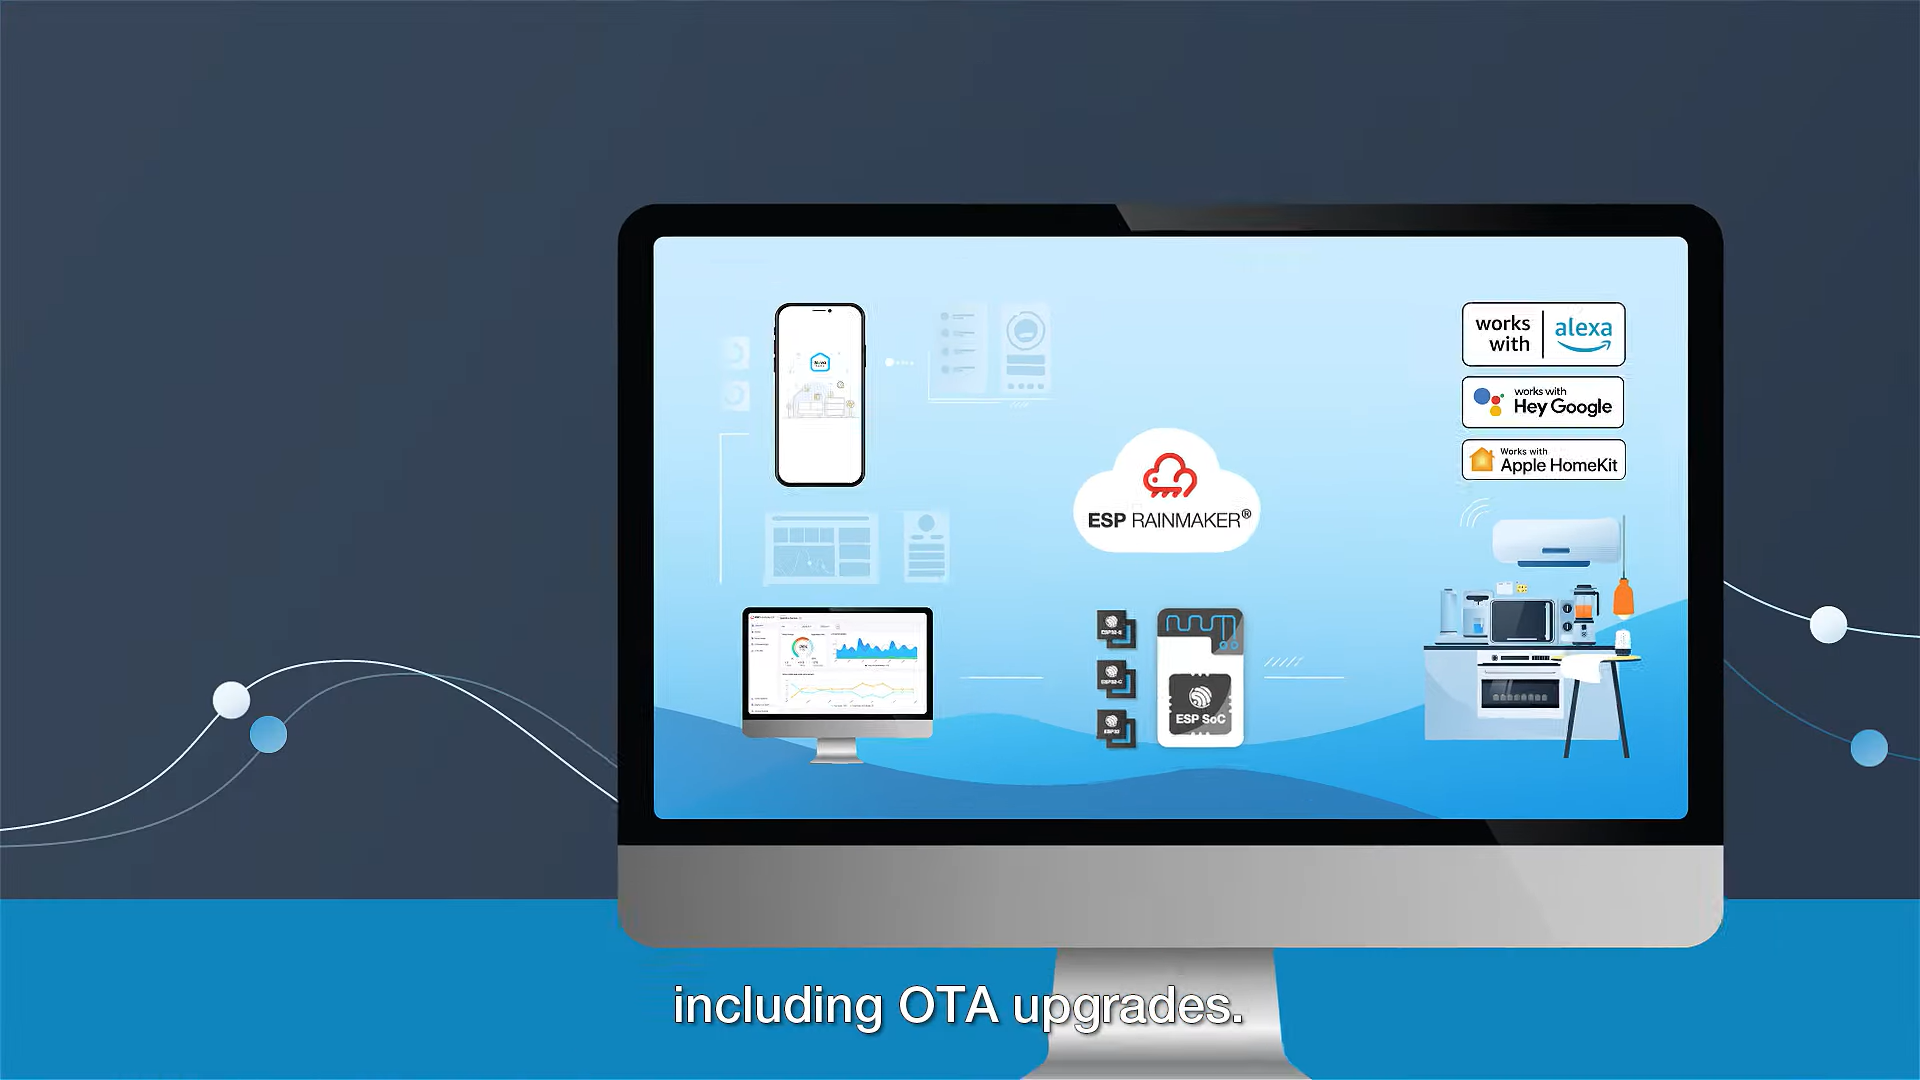 works
with
alexa
works with
Hey Google
Works with
Apple HomeKit
ESP RAINMAKER®
ESP SoC
including OTA upgrades.